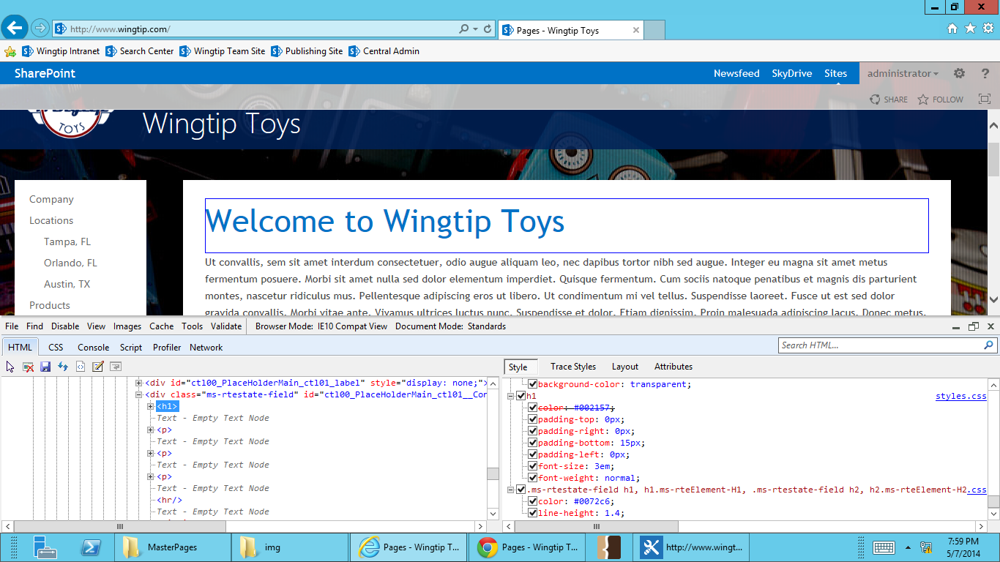 http://www.wingtip.com/
Pages - Wingtip Toys
Wingtip Intranet Search Center Wingtip Team Site Publishing Site Central Admin
SharePoint
Newsfeed SkyDrive Sites administrator
SHARE FOLLOW
TOYS
Wingtip Toys
Company
Locations
Tampa, FL
Orlando, FL
Austin, TX
Products
Welcome to Wingtip Toys
Ut convallis, sem sit amet interdum consectetuer, odio augue aliquam leo, nec dapibus tortor nibh sed augue. Integer eu magna sit amet metus
fermentum posuere. Morbi sit amet nulla sed dolor elementum imperdiet. Quisque fermentum. Cum sociis natoque penatibus et magnis dis parturient
montes, nascetur ridiculus mus. Pellentesque adipiscing eros ut libero. Ut condimentum mi vel tellus. Suspendisse laoreet. Fusce ut est sed dolor
gravida convallis. Morbi vitae ante. Vivamus ultrices luctus nunc. Suspendisse et dolor. Etiam dignissim. Proin malesuada adipiscing lacus. Donec metus.
File Find Disable View Images Cache Tools Validate Browser Mode: IE10 Compat View Document Mode: Standards
HTML CSS Console Script Profiler Network
Search HTML...
Style Trace Styles Layout Attributes
<div id="ctl00_PlaceHolderMain_ctl01_label" style="display: none;">
<div class="ms-rtestate-field" id="ctl00_PlaceHolderMain_ctl01__Cor
<h1>
Text - Empty Text Node
<p>
Text - Empty Text Node
<p>
Text - Empty Text Node
<p>
Text - Empty Text Node
<hr/>
Text - Empty Text Node
background-color: transparent;
h1 styles.css
color: #002157;
padding-top: 0px;
padding-right: 0px;
padding-bottom: 15px;
padding-left: 0px;
font-size: 3em;
font-weight: normal;
.ms-rtestate-field h1, h1.ms-rteElement-H1, .ms-rtestate-field h2, h2.ms-rteElement-H2 .css
color: #0072c6;
line-height: 1.4;
MasterPages img Pages - Wingtip T... Pages - Wingtip T... http://www.wingt...
7:59 PM
5/7/2014